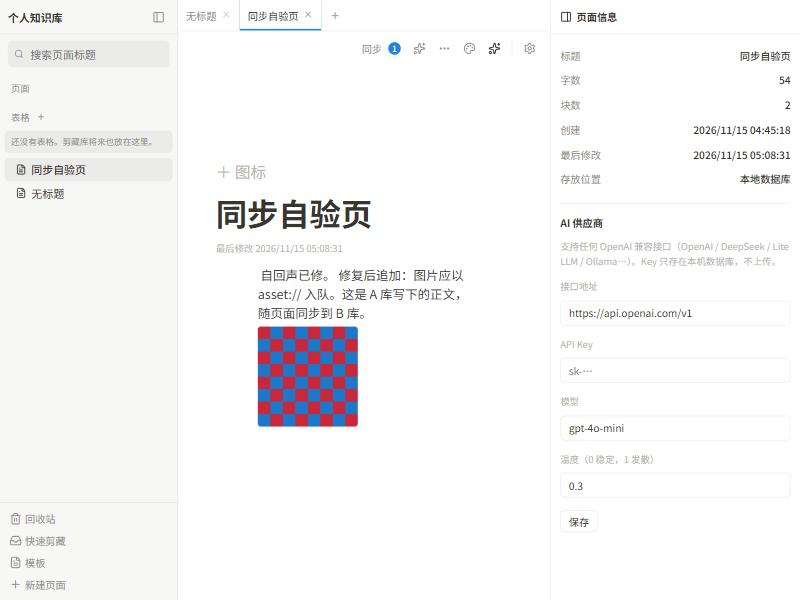 个人知识库
搜索页面标题
页面
表格 +
还没有表格。剪藏库将来也放在这里。
同步自验页
无标题
回收站
快速剪藏
模板
新建页面
无标题 ×
同步自验页 ×
+
同步 1
+ 图标
同步自验页
最后修改 2026/11/15 05:08:31
自回声已修。 修复后追加：图片应以
asset:// 入队。这是 A 库写下的正文，
随页面同步到 B 库。
页面信息
标题 同步自验页
字数 54
块数 2
创建 2026/11/15 04:45:18
最后修改 2026/11/15 05:08:31
存放位置 本地数据库
AI 供应商
支持任何 OpenAI 兼容接口（OpenAI / DeepSeek / Lite
LLM / Ollama…）。Key 只存在本机数据库，不上传。
接口地址
https://api.openai.com/v1
API Key
sk-…
模型
gpt-4o-mini
温度（0 稳定，1 发散）
0.3
保存